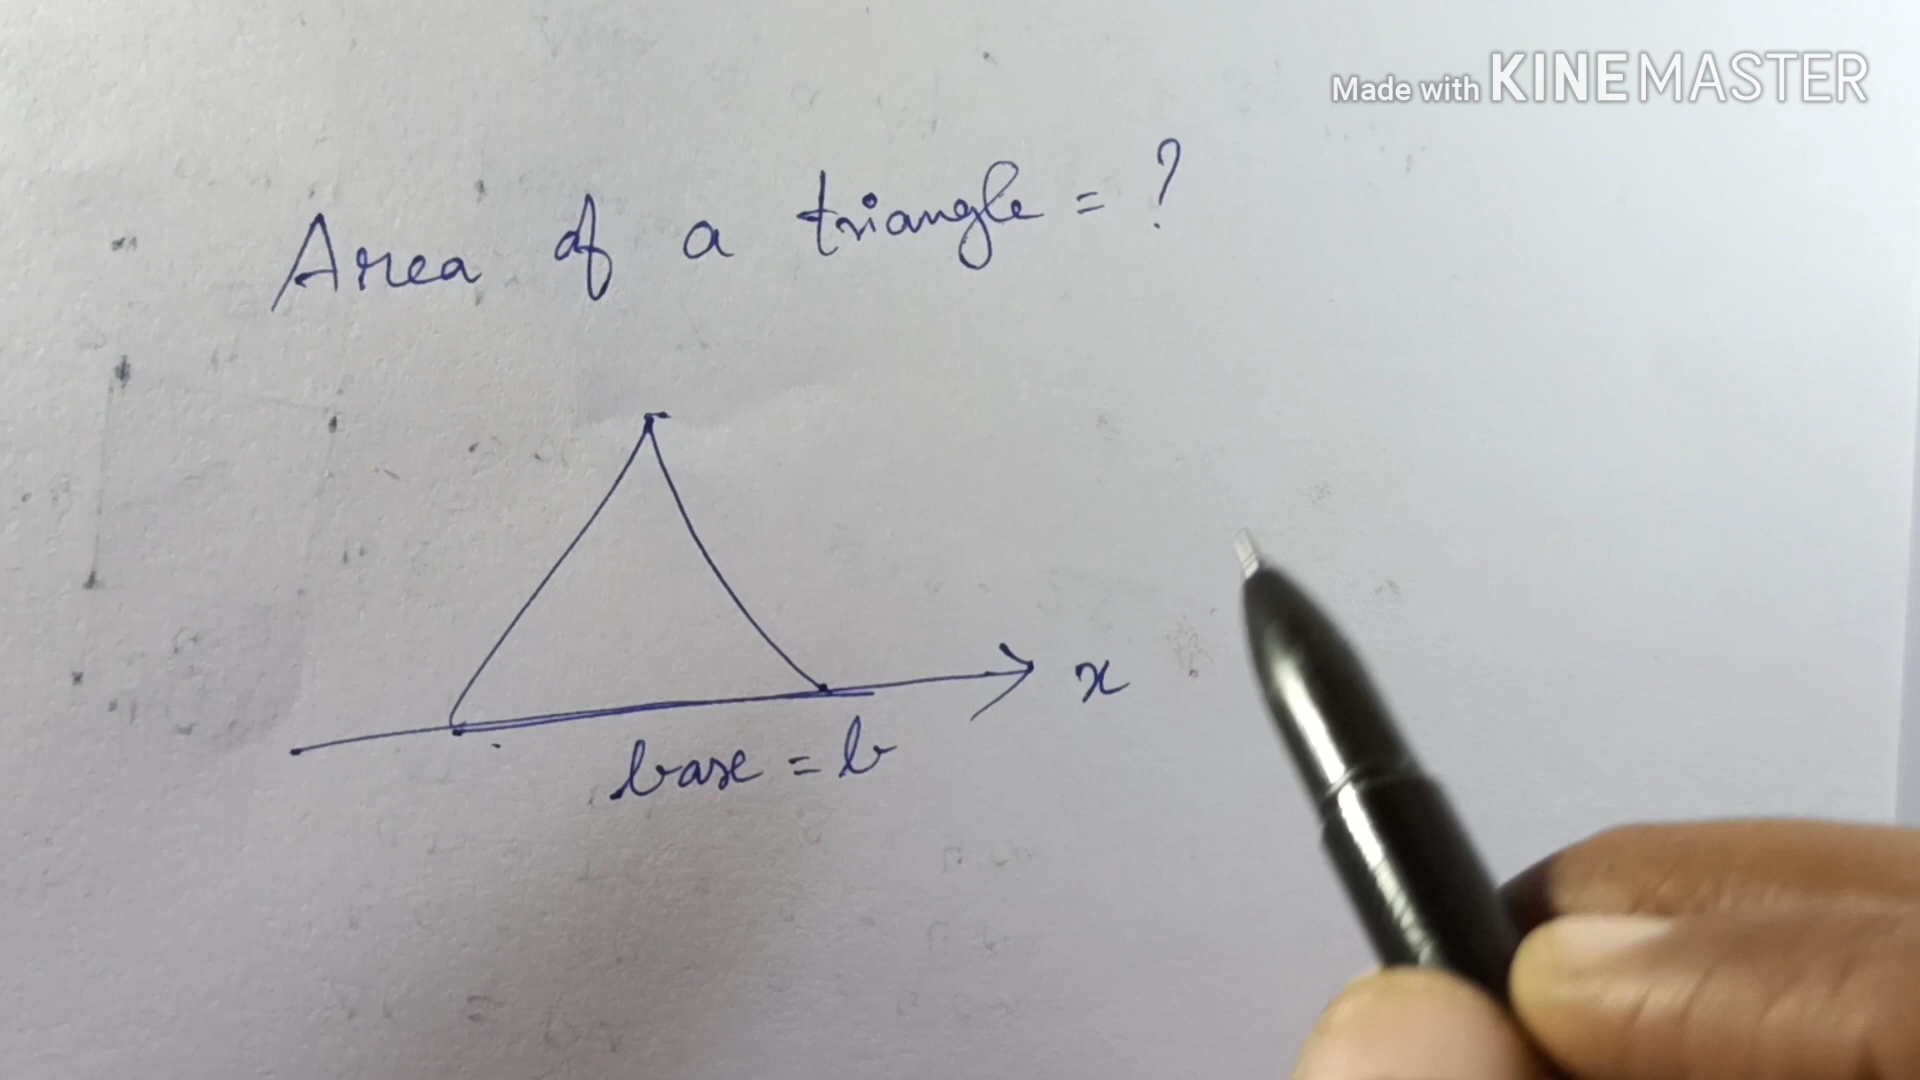 Made with KINEMASTER
Area of a triangle = ?
x
base = b